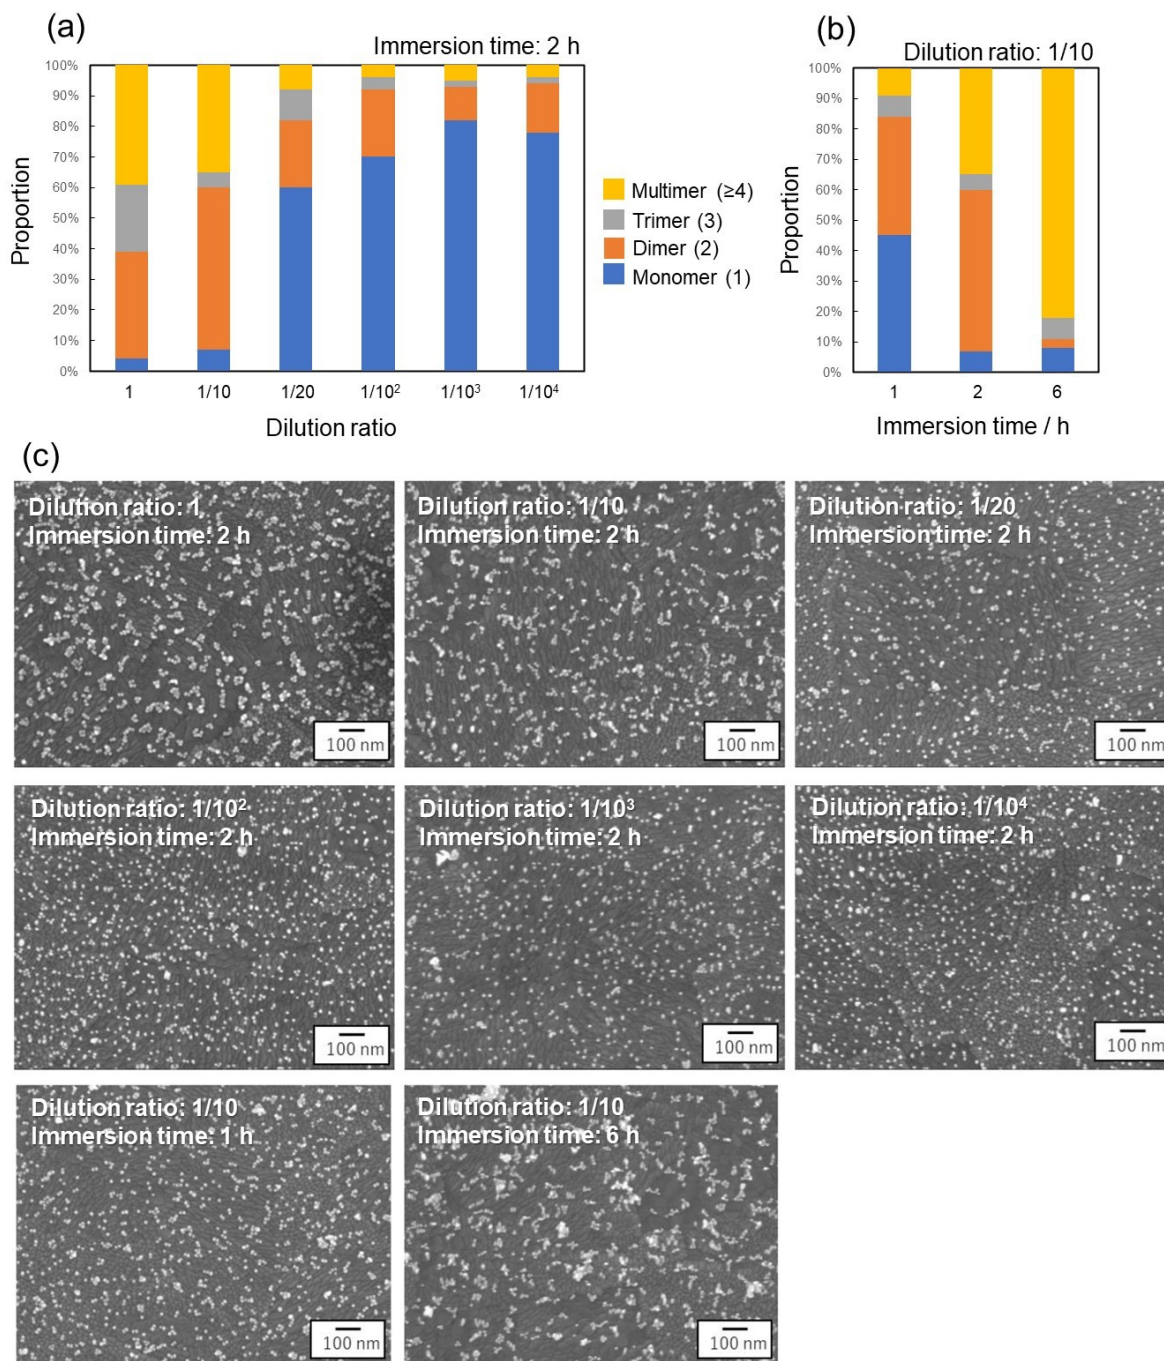 (a)
Immersion time: 2 h
100%
90%
80%
70%
60%
50%
40%
30%
20%
10%
0%
Proportion
1
1/10
1/20
1/10²
1/10³
1/10⁴
Dilution ratio
Multimer (≥4)
Trimer (3)
Dimer (2)
Monomer (1)
(b)
Dilution ratio: 1/10
100%
90%
80%
70%
60%
50%
40%
30%
20%
10%
0%
Proportion
1
2
6
Immersion time / h
(c)
Dilution ratio: 1
Immersion time: 2 h
100 nm
Dilution ratio: 1/10
Immersion time: 2 h
100 nm
Dilution ratio: 1/20
Immersion time: 2 h
100 nm
Dilution ratio: 1/10²
Immersion time: 2 h
100 nm
Dilution ratio: 1/10³
Immersion time: 2 h
100 nm
Dilution ratio: 1/10⁴
Immersion time: 2 h
100 nm
Dilution ratio: 1/10
Immersion time: 1 h
100 nm
Dilution ratio: 1/10
Immersion time: 6 h
100 nm